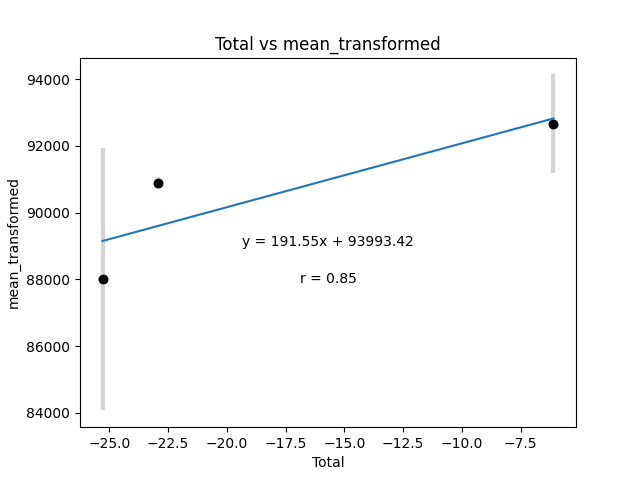 Total vs mean_transformed
94000
92000
90000
88000
86000
84000
mean_transformed
y = 191.55x + 93993.42
r = 0.85
−25.0 −22.5 −20.0 −17.5 −15.0 −12.5 −10.0 −7.5
Total